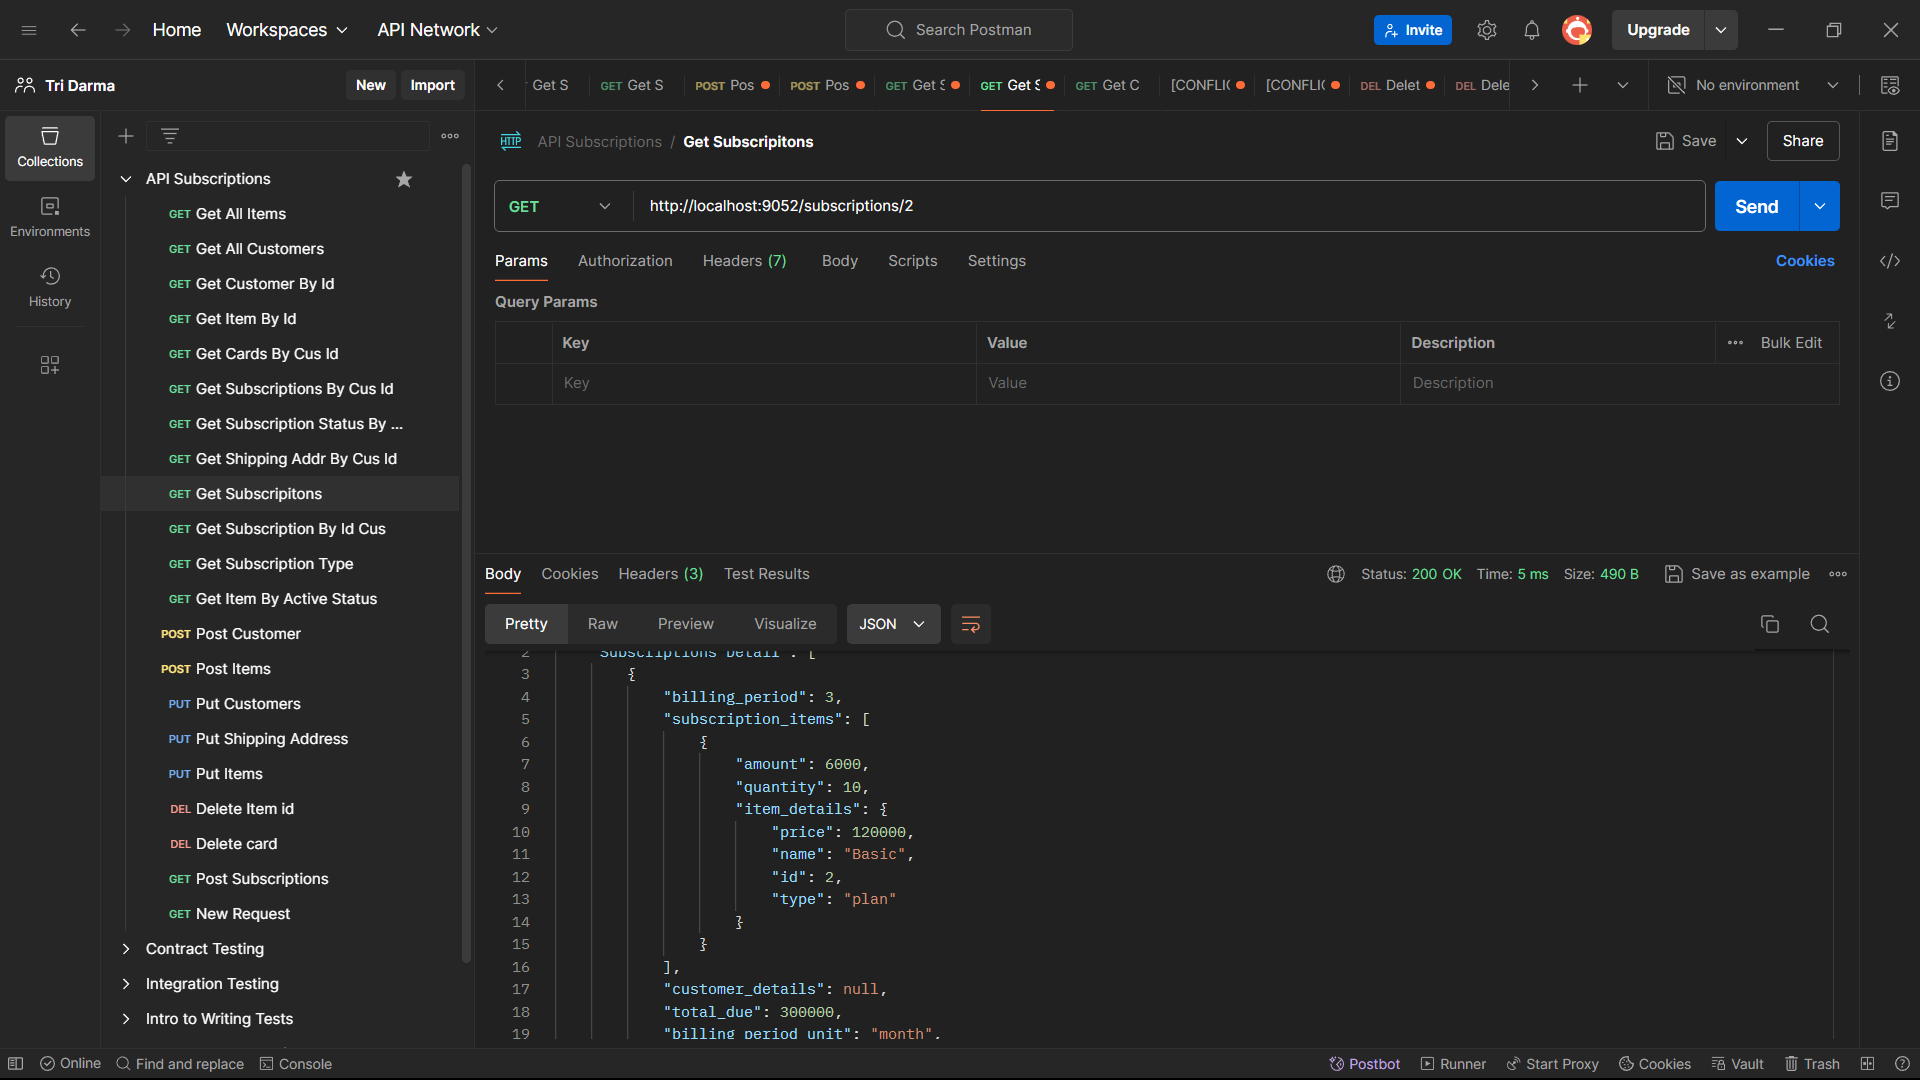 Home Workspaces API Network Search Postman Invite Upgrade
Tri Darma New Import Get S GET Get S POST Pos POST Pos GET Get S GET Get S GET Get C [CONFLI( [CONFLI( DEL Delet DEL Dele No environment
Collections
Environments
History
API Subscriptions
GET Get All Items
GET Get All Customers
GET Get Customer By Id
GET Get Item By Id
GET Get Cards By Cus Id
GET Get Subscriptions By Cus Id
GET Get Subscription Status By ...
GET Get Shipping Addr By Cus Id
GET Get Subscripitons
GET Get Subscription By Id Cus
GET Get Subscription Type
GET Get Item By Active Status
POST Post Customer
POST Post Items
PUT Put Customers
PUT Put Shipping Address
PUT Put Items
DEL Delete Item id
DEL Delete card
GET Post Subscriptions
GET New Request
Contract Testing
Integration Testing
Intro to Writing Tests
HTTP API Subscriptions / Get Subscripitons Save Share
GET http://localhost:9052/subscriptions/2 Send
Params Authorization Headers (7) Body Scripts Settings Cookies
Query Params
Key Value Description Bulk Edit
Key Value Description
Body Cookies Headers (3) Test Results Status: 200 OK Time: 5 ms Size: 490 B Save as example
Pretty Raw Preview Visualize JSON
2 "Subscriptions Detail": [
3 {
4 "billing_period": 3,
5 "subscription_items": [
6 {
7 "amount": 6000,
8 "quantity": 10,
9 "item_details": {
10 "price": 120000,
11 "name": "Basic",
12 "id": 2,
13 "type": "plan"
14 }
15 }
16 ],
17 "customer_details": null,
18 "total_due": 300000,
19 "billing_period_unit": "month",
Online Find and replace Console Postbot Runner Start Proxy Cookies Vault Trash